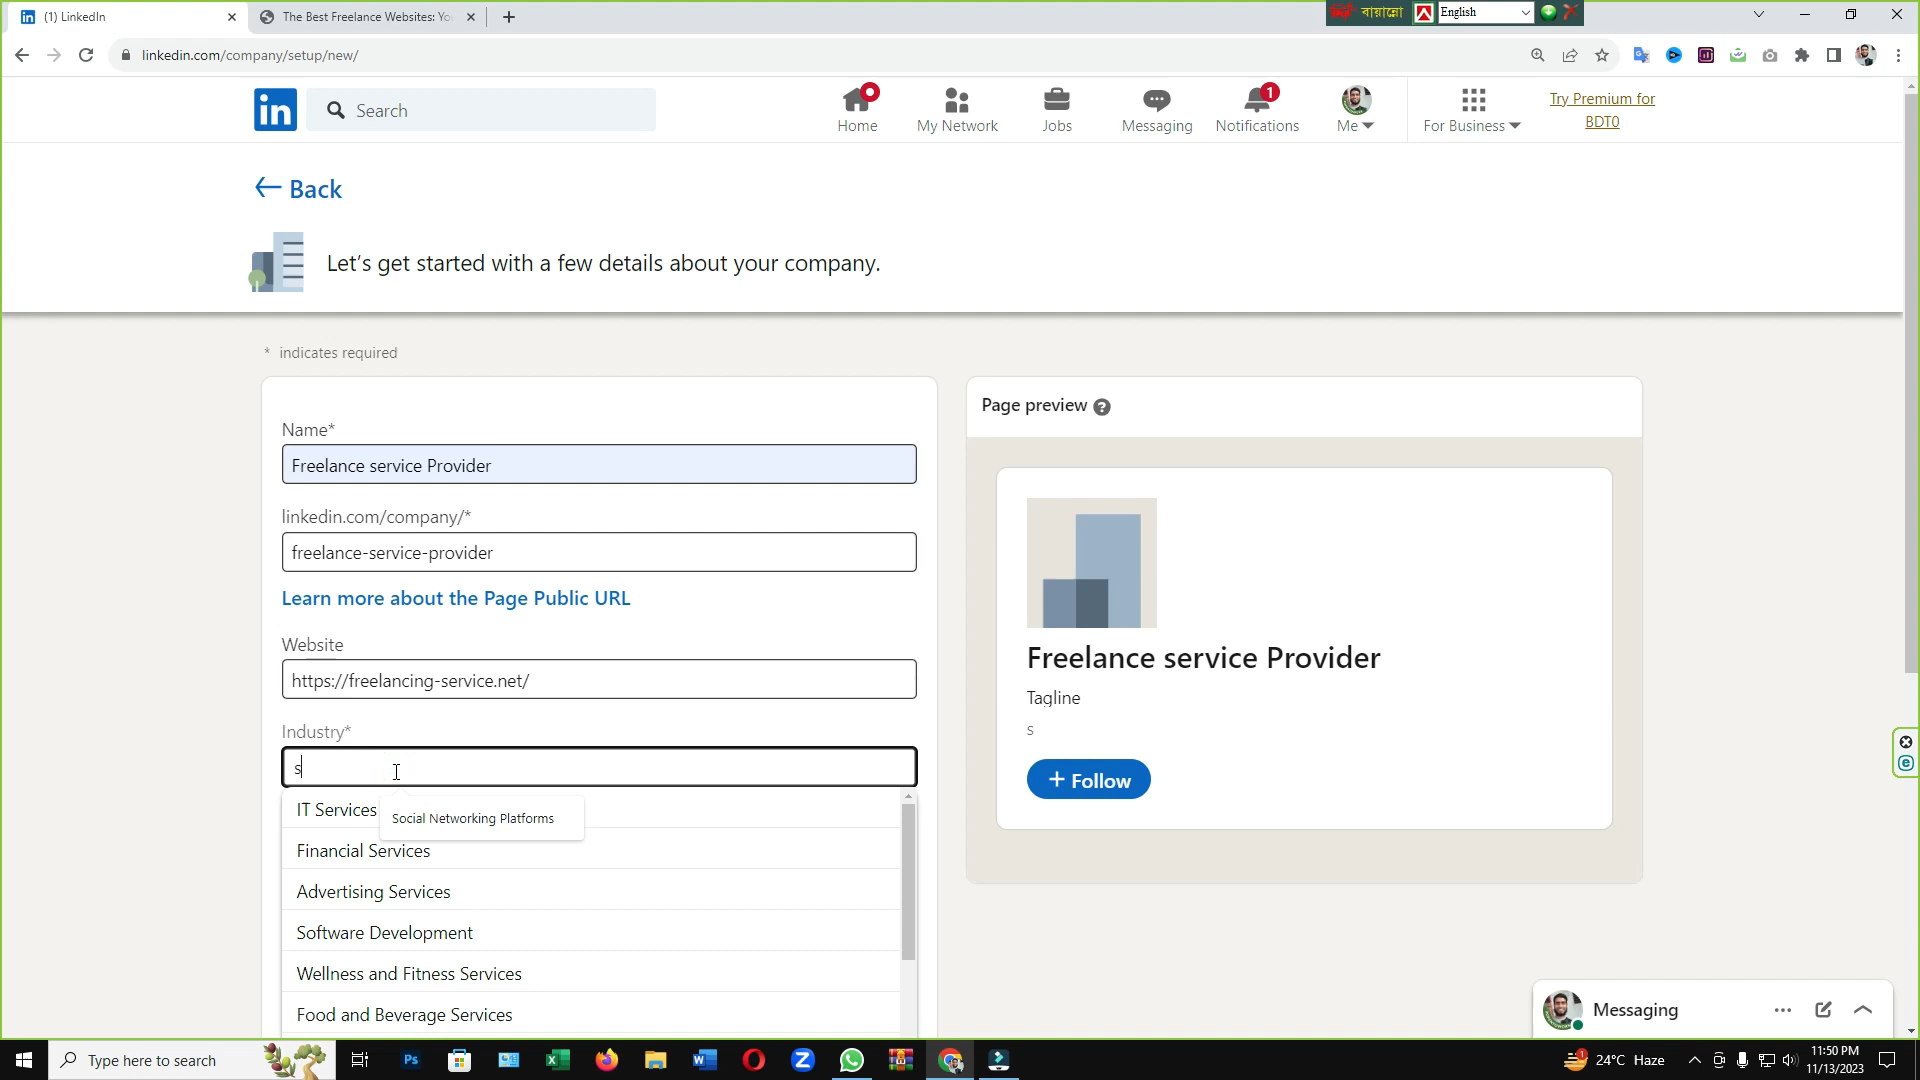 (1) LinkedIn
The Best Freelance Websites: Yo
বায়ান্নো
English
linkedin.com/company/setup/new/
in
Search
Home
My Network
Jobs
1
Messaging
Notifications
Me
For Business
Try Premium for
BDT0
Back
Let's get started with a few details about your company.
* indicates required
Name*
Freelance service Provider
linkedin.com/company/*
freelance-service-provider
Learn more about the Page Public URL
Website
https://freelancing-service.net/
Industry*
s
IT Services
Social Networking Platforms
Financial Services
Advertising Services
Software Development
Wellness and Fitness Services
Food and Beverage Services
Page preview
Freelance service Provider
Tagline
s
+ Follow
Messaging
Type here to search
24°C Haze
11:50 PM
11/13/2023